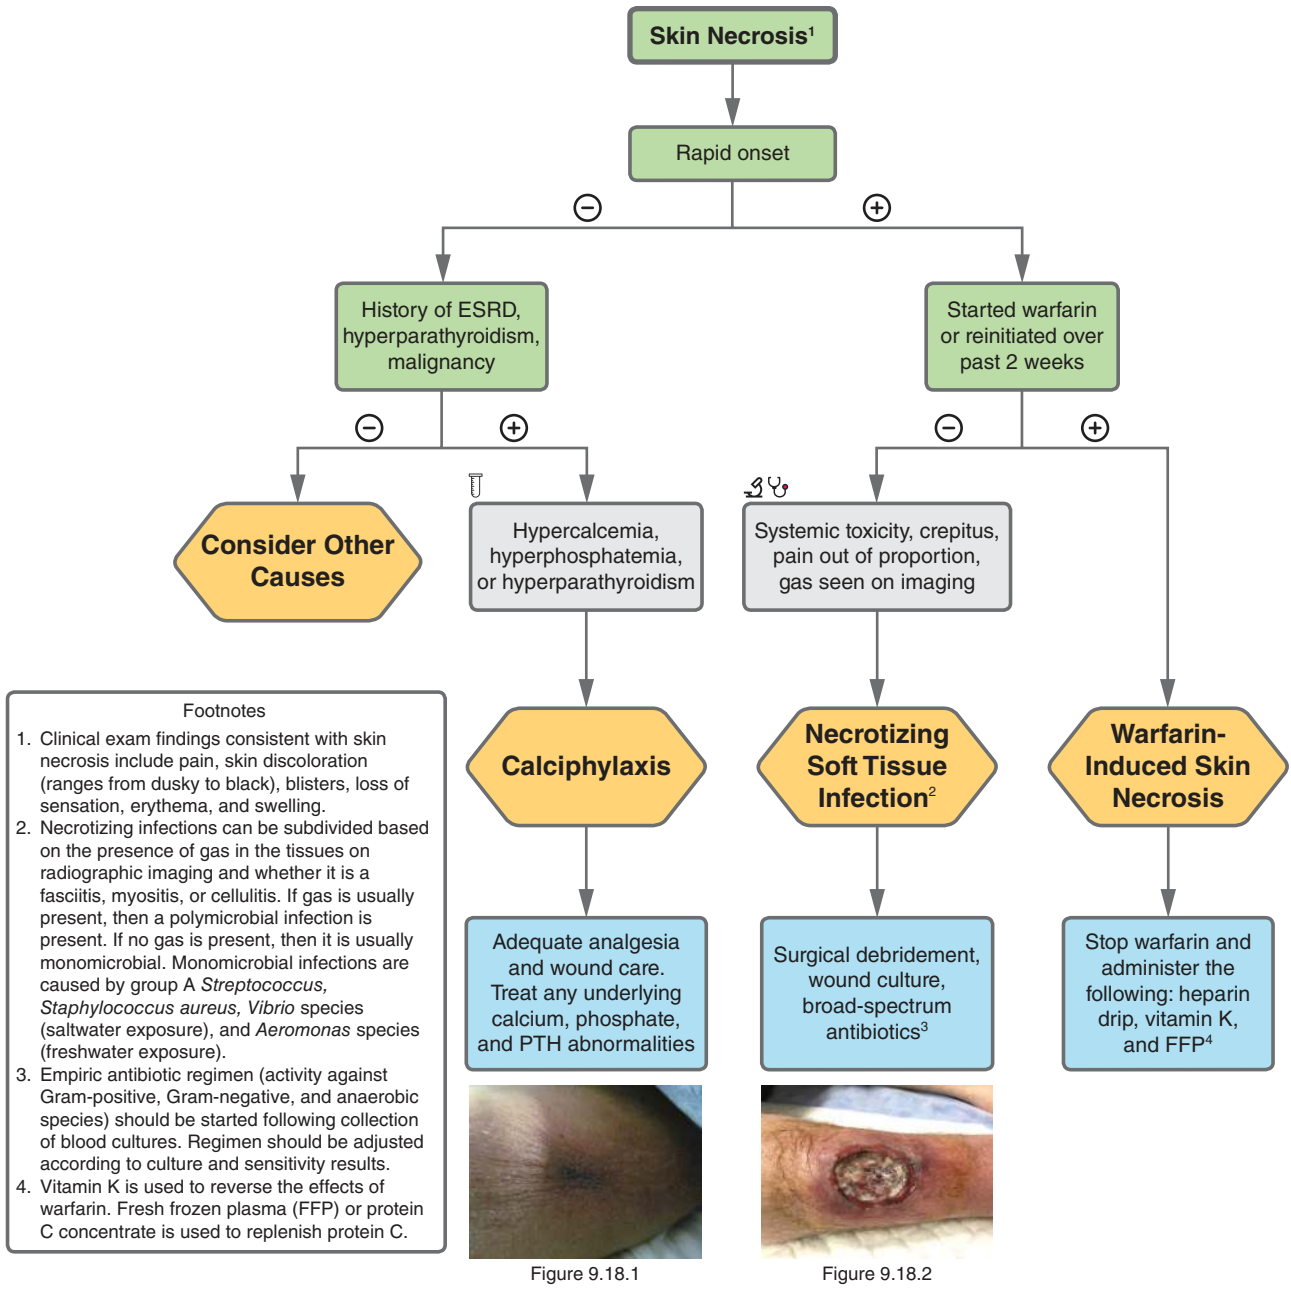 Skin Necrosis1
Rapid onset
−
+
History of ESRD,
hyperparathyroidism,
malignancy
Started warfarin
or reinitiated over
past 2 weeks
−
+
−
+
Consider Other
Causes
Hypercalcemia,
hyperphosphatemia,
or hyperparathyroidism
Systemic toxicity, crepitus,
pain out of proportion,
gas seen on imaging
Calciphylaxis
Necrotizing
Soft Tissue
Infection2
Warfarin-
Induced Skin
Necrosis
Adequate analgesia
and wound care.
Treat any underlying
calcium, phosphate,
and PTH abnormalities
Surgical debridement,
wound culture,
broad-spectrum
antibiotics3
Stop warfarin and
administer the
following: heparin
drip, vitamin K,
and FFP4
Footnotes
1. Clinical exam findings consistent with skin
necrosis include pain, skin discoloration
(ranges from dusky to black), blisters, loss of
sensation, erythema, and swelling.
2. Necrotizing infections can be subdivided based
on the presence of gas in the tissues on
radiographic imaging and whether it is a
fasciitis, myositis, or cellulitis. If gas is usually
present, then a polymicrobial infection is
present. If no gas is present, then it is usually
monomicrobial. Monomicrobial infections are
caused by group A Streptococcus,
Staphylococcus aureus, Vibrio species
(saltwater exposure), and Aeromonas species
(freshwater exposure).
3. Empiric antibiotic regimen (activity against
Gram-positive, Gram-negative, and anaerobic
species) should be started following collection
of blood cultures. Regimen should be adjusted
according to culture and sensitivity results.
4. Vitamin K is used to reverse the effects of
warfarin. Fresh frozen plasma (FFP) or protein
C concentrate is used to replenish protein C.
Figure 9.18.1
Figure 9.18.2